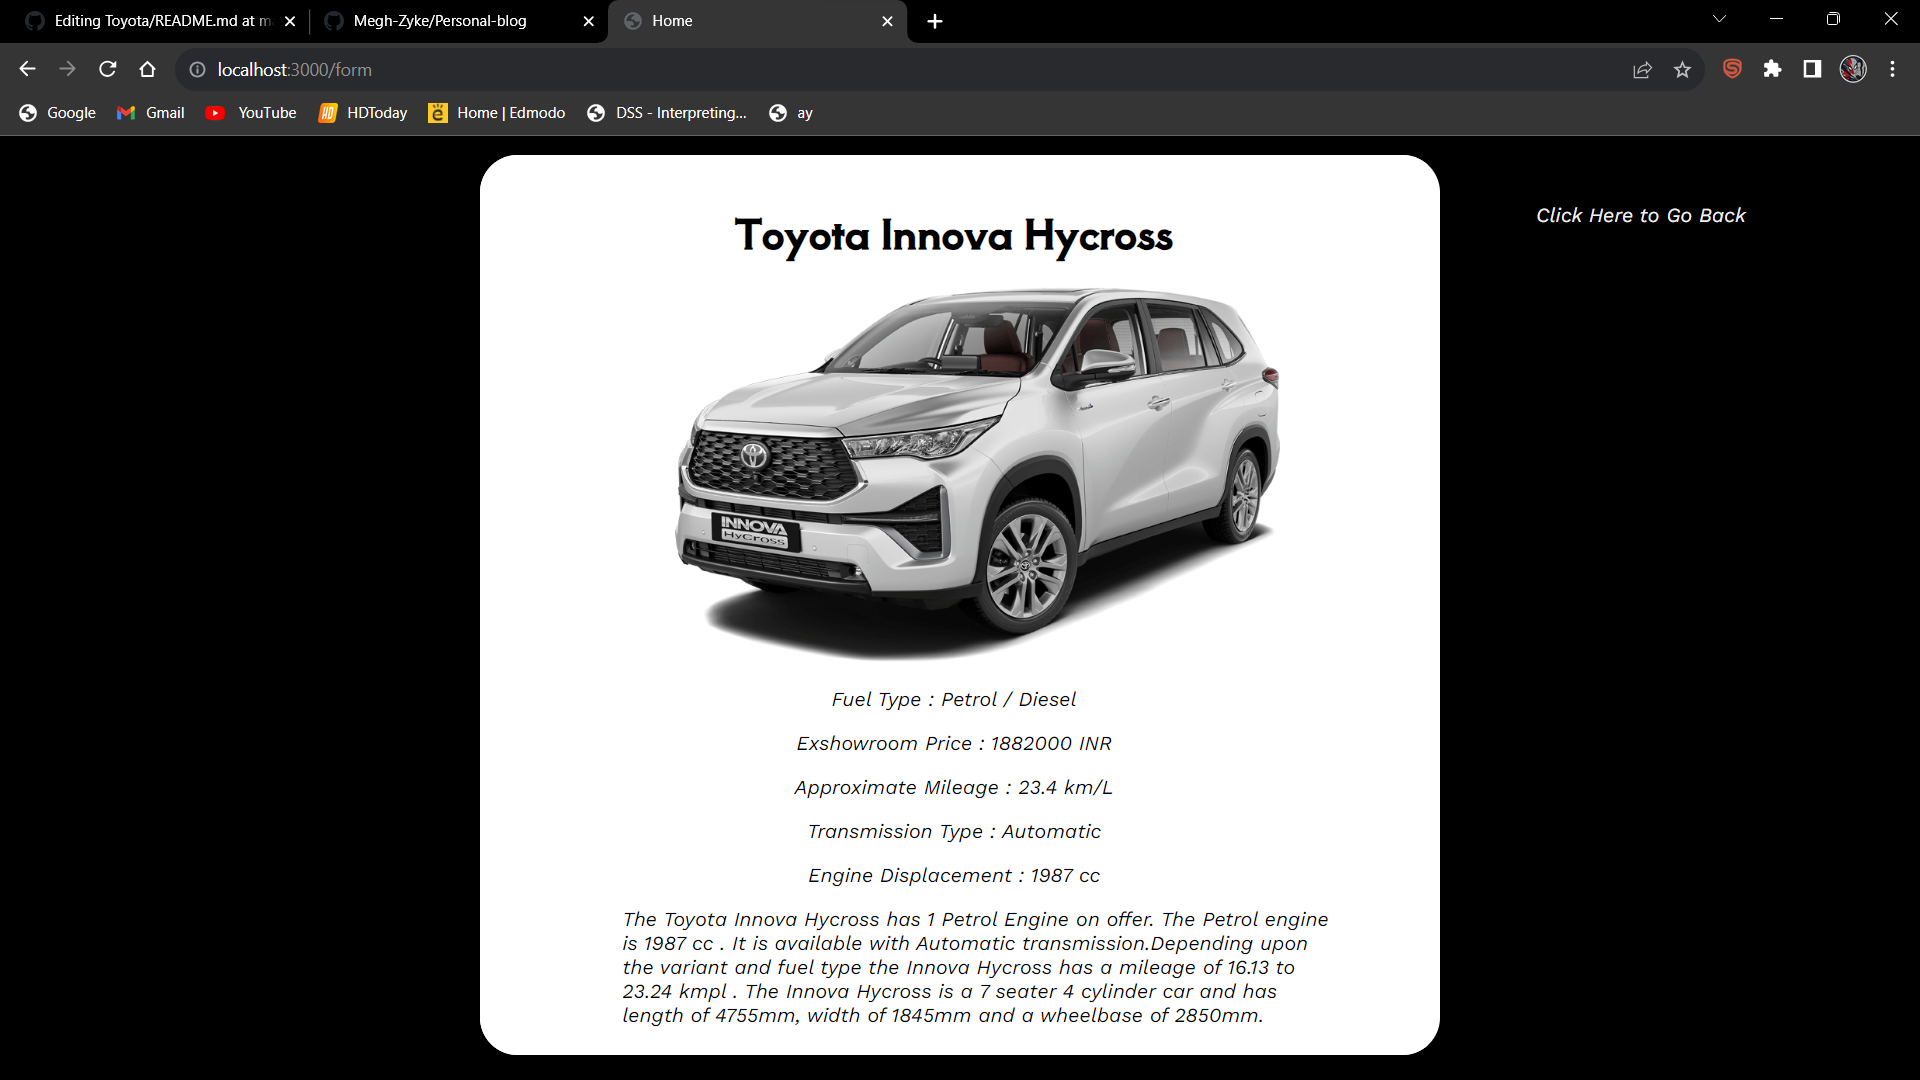 Editing Toyota/README.md at m
Megh-Zyke/Personal-blog
Home
localhost:3000/form
Google
Gmail
YouTube
HDToday
Home | Edmodo
DSS - Interpreting...
ay
Click Here to Go Back
Toyota Innova Hycross
INNOVA
HyCross
Fuel Type : Petrol / Diesel
Exshowroom Price : 1882000 INR
Approximate Mileage : 23.4 km/L
Transmission Type : Automatic
Engine Displacement : 1987 cc
The Toyota Innova Hycross has 1 Petrol Engine on offer. The Petrol engine
is 1987 cc . It is available with Automatic transmission.Depending upon
the variant and fuel type the Innova Hycross has a mileage of 16.13 to
23.24 kmpl . The Innova Hycross is a 7 seater 4 cylinder car and has
length of 4755mm, width of 1845mm and a wheelbase of 2850mm.